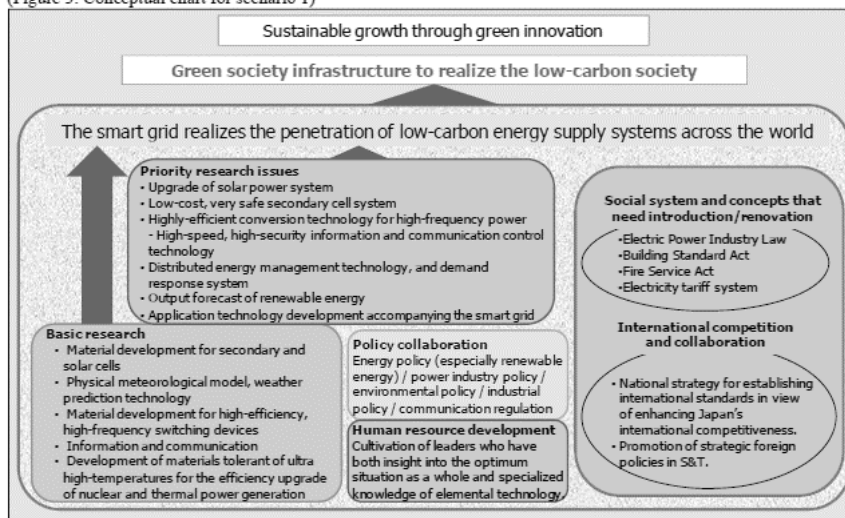 (Figure 3: Conceptual chart for scenario 1)
Sustainable growth through green innovation
Green society infrastructure to realize the low-carbon society
The smart grid realizes the penetration of low-carbon energy supply systems across the world
Priority research issues
• Upgrade of solar power system
• Low-cost, very safe secondary cell system
• Highly-efficient conversion technology for high-frequency power
- High-speed, high-security information and communication control
technology
• Distributed energy management technology, and demand
response system
• Output forecast of renewable energy
• Application technology development accompanying the smart grid
Basic research
• Material development for secondary and
solar cells
• Physical meteorological model, weather
prediction technology
• Material development for high-efficiency,
high-frequency switching devices
• Information and communication
• Development of materials tolerant of ultra
high-temperatures for the efficiency upgrade
of nuclear and thermal power generation
Policy collaboration
Energy policy (especially renewable
energy) / power industry policy /
environmental policy / industrial
policy / communication regulation
Human resource development
Cultivation of leaders who have
both insight into the optimum
situation as a whole and specialized
knowledge of elemental technology.
Social system and concepts that
need introduction/renovation
•Electric Power Industry Law
•Building Standard Act
•Fire Service Act
•Electricity tariff system
International competition
and collaboration
• National strategy for establishing
international standards in view
of enhancing Japan's
international competitiveness.
• Promotion of strategic foreign
policies in S&T.